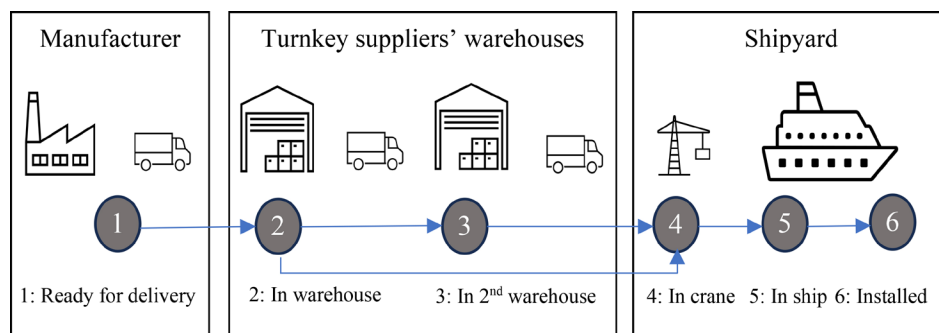 Manufacturer
Turnkey suppliers’ warehouses
Shipyard
1
2
3
4
5
6
1: Ready for delivery
2: In warehouse
3: In 2nd warehouse
4: In crane
5: In ship
6: Installed